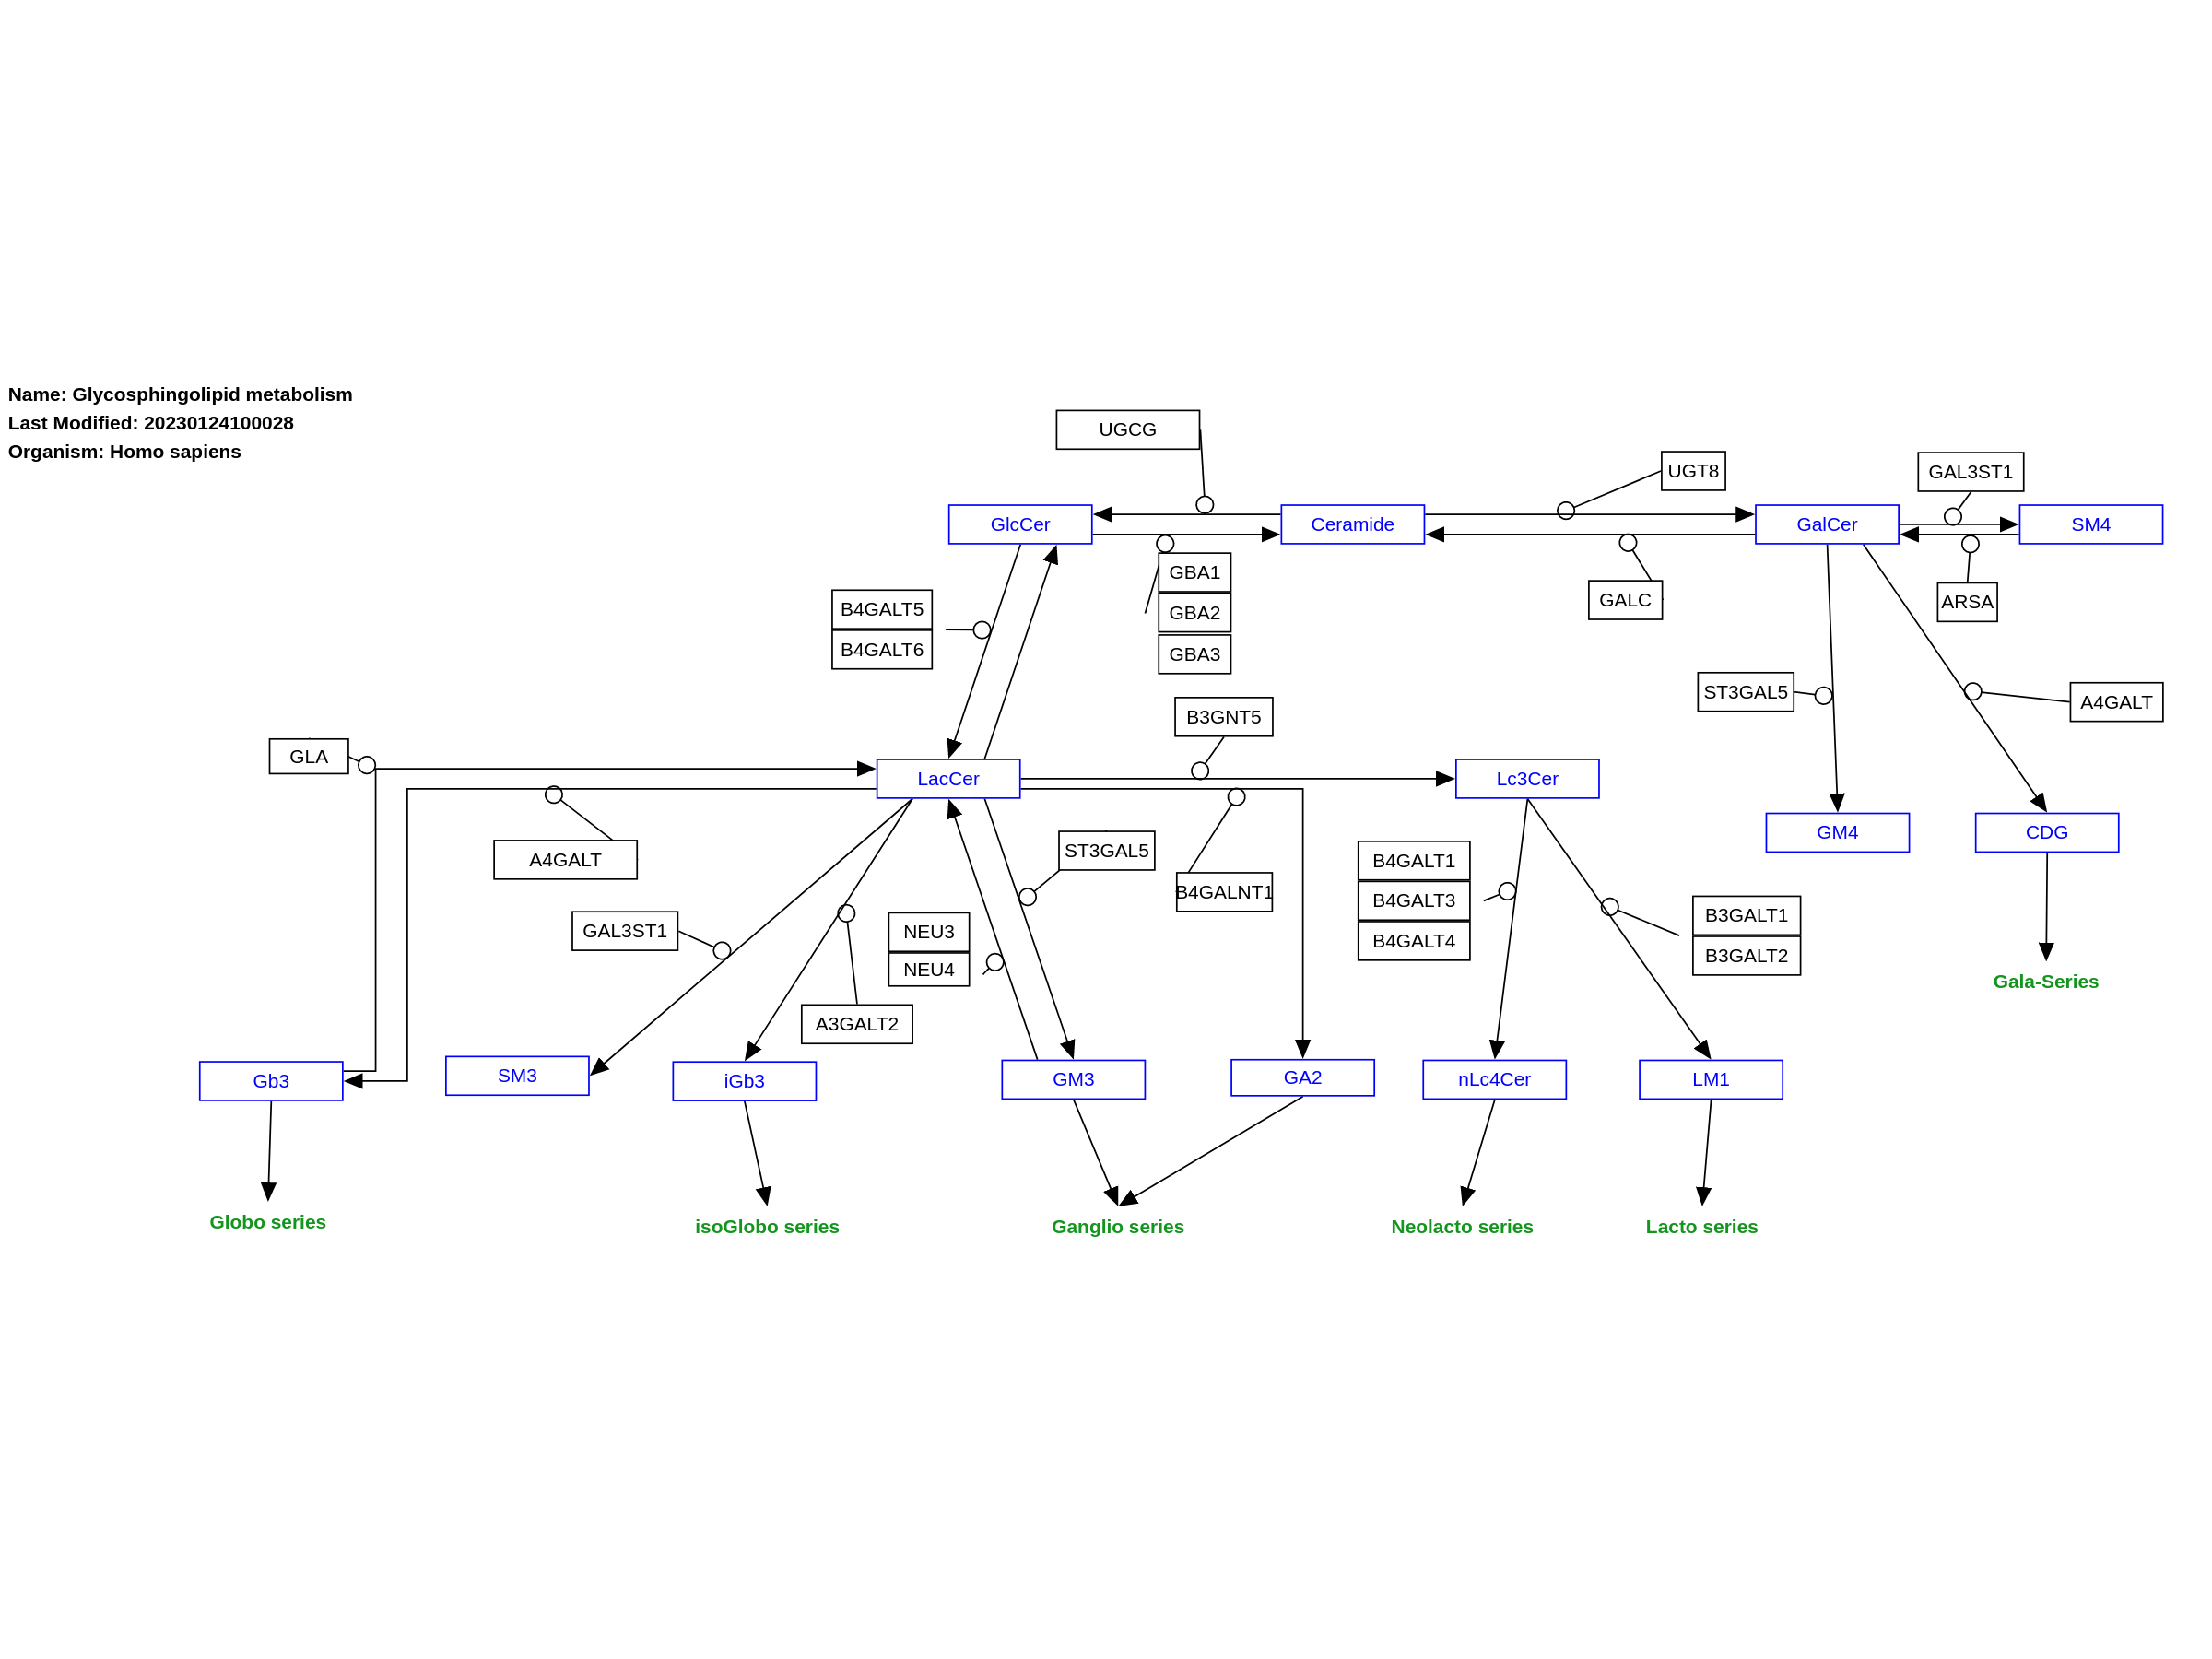 Name: Glycosphingolipid metabolism
Last Modified: 20230124100028
Organism: Homo sapiens
UGCG
UGT8
GAL3ST1
GlcCer
Ceramide
GalCer
SM4
GBA1
GBA2
GBA3
GALC
ARSA
B4GALT5
B4GALT6
ST3GAL5
A4GALT
B3GNT5
GLA
LacCer
Lc3Cer
GM4
CDG
A4GALT
ST3GAL5
B4GALNT1
B4GALT1
B4GALT3
B4GALT4
B3GALT1
B3GALT2
GAL3ST1
NEU3
NEU4
Gala-Series
A3GALT2
Gb3
SM3
iGb3
GM3
GA2
nLc4Cer
LM1
Globo series
isoGlobo series
Ganglio series
Neolacto series
Lacto series